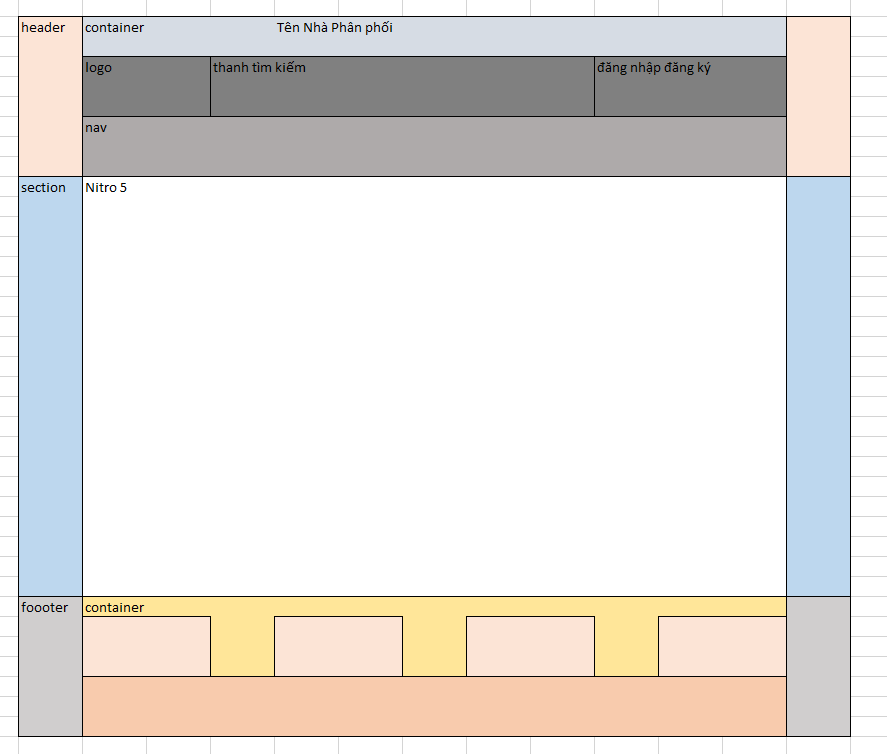 header
container
Tên Nhà Phân phối
logo
thanh tìm kiếm
đăng nhập đăng ký
nav
section
Nitro 5
foooter
container